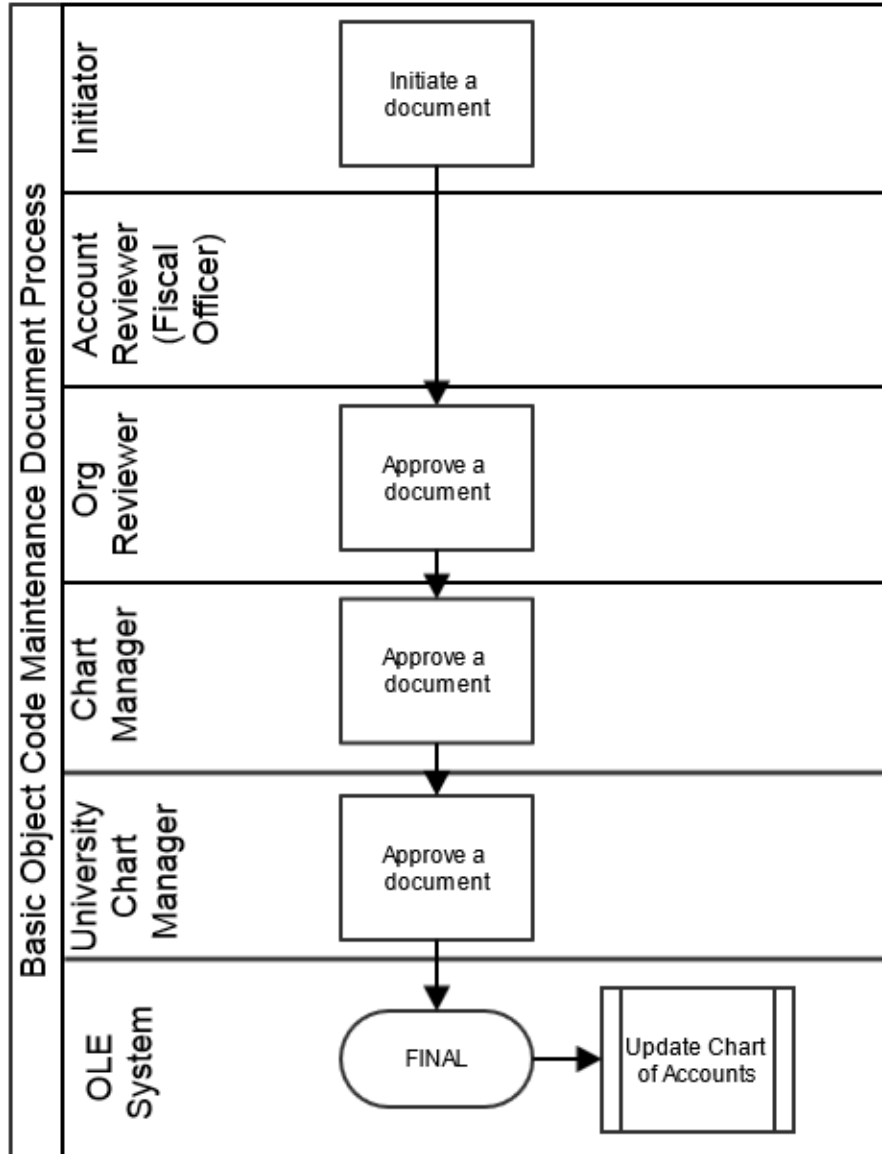 Basic Object Code Maintenance Document Process
Initiator
Initiate a
document
Account
Reviewer
(Fiscal
Officer)
Org
Reviewer
Approve a
document
Chart
Manager
Approve a
document
University
Chart
Manager
Approve a
document
OLE
System
FINAL
Update Chart
of Accounts